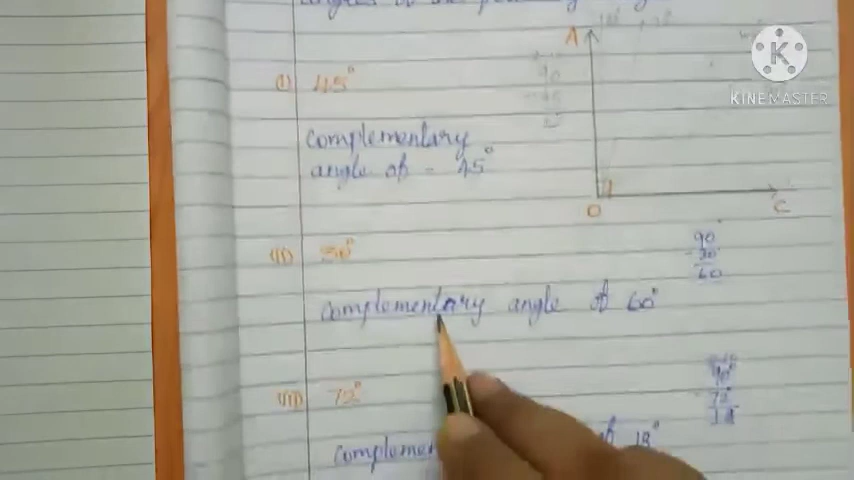 (i) 45°
complementary
angle of - 45°
A
O
C
(ii) 30°
90°
- 30
60
complementary angle of 60°
(iii) 72°
90°
- 72
18
of 18°
KINEMASTER